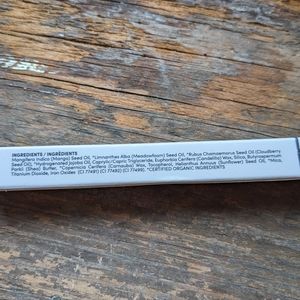 INGREDIENTS / INGRÉDIENTS
Mangifera Indica (Mango) Seed Oil, *Limnanthes Alba (Meadowfoam) Seed Oil, *Rubus Chamaemorus Seed Oil (Cloudberry
Seed Oil), *Hydrogenated Jojoba Oil, Caprylic/Capric Triglyceride, Euphorbia Cerifera (Candelilla) Wax, Silica, Butyrospermum
Parkii (Shea) Butter, *Copernicia Cerifera (Carnauba) Wax, Tocopherol, Helianthus Annuus (Sunflower) Seed Oil, *Mica,
Titanium Dioxide, Iron Oxides (CI 77491) (CI 77492) (CI 77499). *CERTIFIED ORGANIC INGREDIENTS